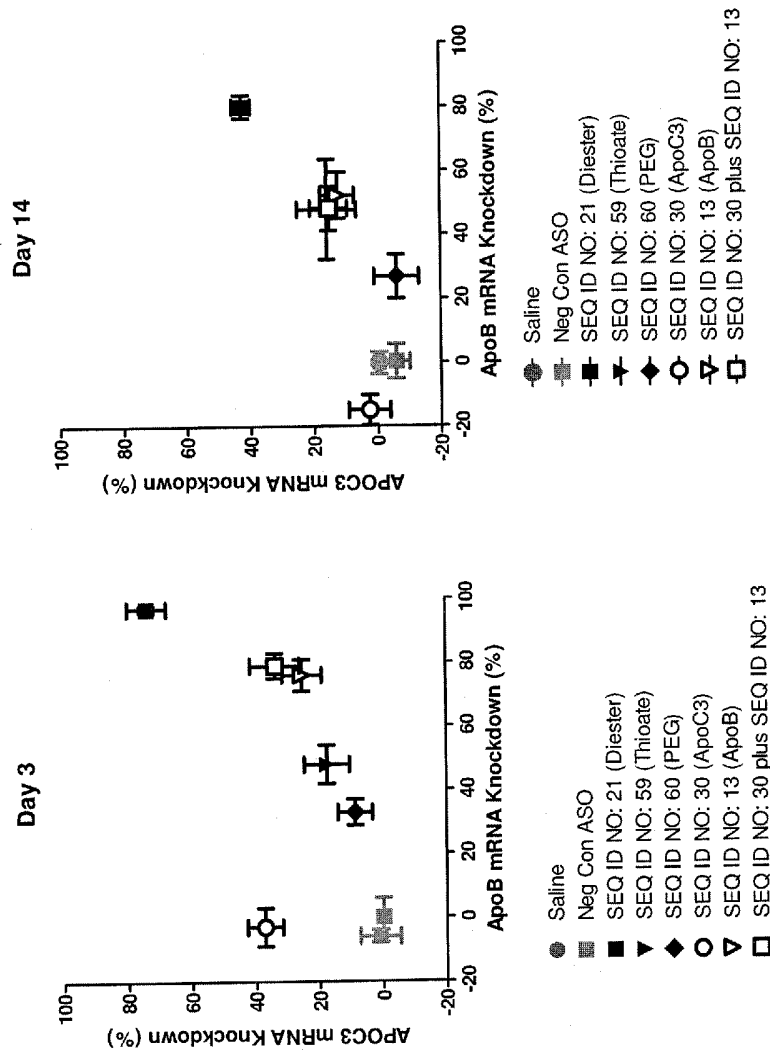 Day 3
APOC3 mRNA Knockdown (%)
100
80
60
40
20
0
-20
-20
0
20
40
60
80
100
ApoB mRNA Knockdown (%)
Saline
Neg Con ASO
SEQ ID NO: 21 (Diester)
SEQ ID NO: 59 (Thioate)
SEQ ID NO: 60 (PEG)
SEQ ID NO: 30 (ApoC3)
SEQ ID NO: 13 (ApoB)
SEQ ID NO: 30 plus SEQ ID NO: 13
Day 14
APOC3 mRNA Knockdown (%)
100
80
60
40
20
0
-20
-20
0
20
40
60
80
100
ApoB mRNA Knockdown (%)
Saline
Neg Con ASO
SEQ ID NO: 21 (Diester)
SEQ ID NO: 59 (Thioate)
SEQ ID NO: 60 (PEG)
SEQ ID NO: 30 (ApoC3)
SEQ ID NO: 13 (ApoB)
SEQ ID NO: 30 plus SEQ ID NO: 13